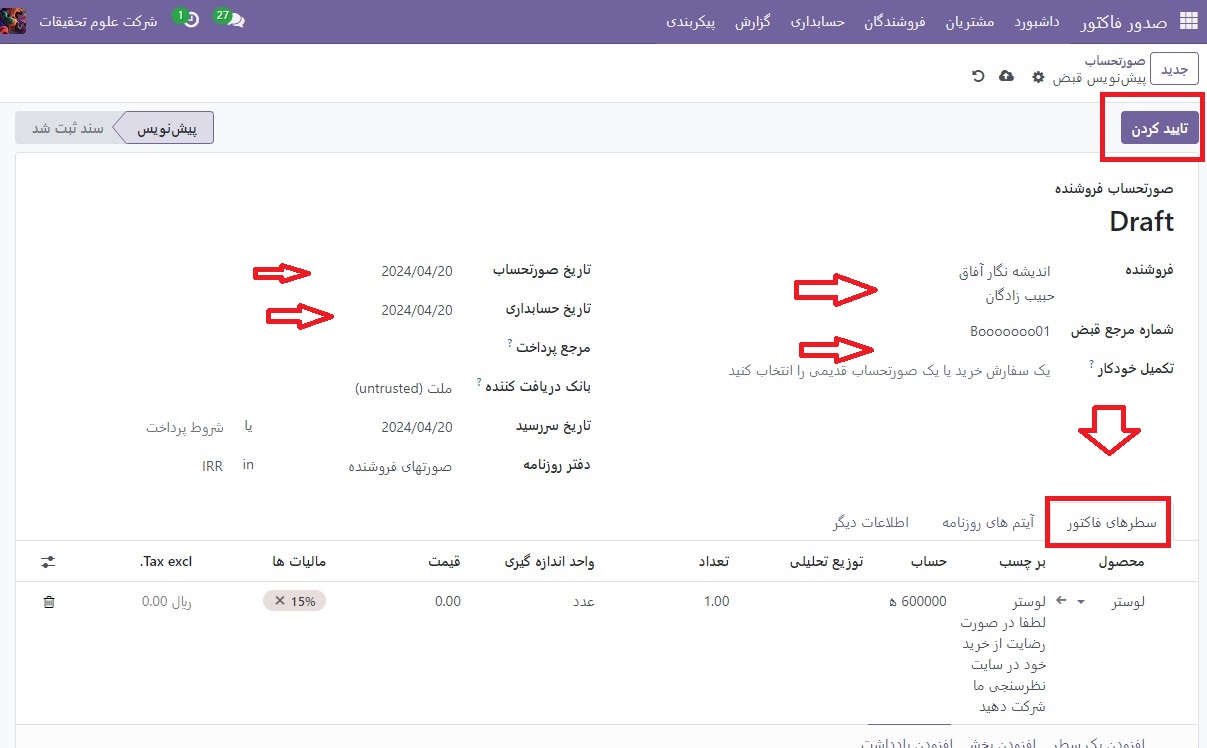 صدور فاکتور داشبورد مشتریان فروشندگان حسابداری گزارش پیکربندی 27 1 شرکت علوم تحقیقات
جدید صورتحساب
پیش‌نویس قبض
تایید کردن پیش‌نویس سند ثبت شد
صورتحساب فروشنده
Draft
فروشنده اندیشه نگار آفاق
حبیب زادگان
شماره مرجع قبض Booooooo01
تکمیل خودکار ? یک سفارش خرید یا یک صورتحساب قدیمی را انتخاب کنید
تاریخ صورتحساب 2024/04/20
تاریخ حسابداری 2024/04/20
مرجع پرداخت ?
بانک دریافت کننده ? ملت (untrusted)
تاریخ سررسید 2024/04/20 یا شروط پرداخت
دفتر روزنامه صورتهای فروشنده in IRR
سطرهای فاکتور آیتم های روزنامه اطلاعات دیگر
محصول بر چسب حساب توزیع تحلیلی تعداد واحد اندازه گیری قیمت مالیات ها Tax excl.
لوستر لوستر 600000 ه 1.00 عدد 0.00 15% ریال 0.00
لطفا در صورت
رضایت از خرید
خود در سایت
نظرسنجی ما
شرکت دهید
افزودن یک سطر افزودن بخش افزودن یادداشت